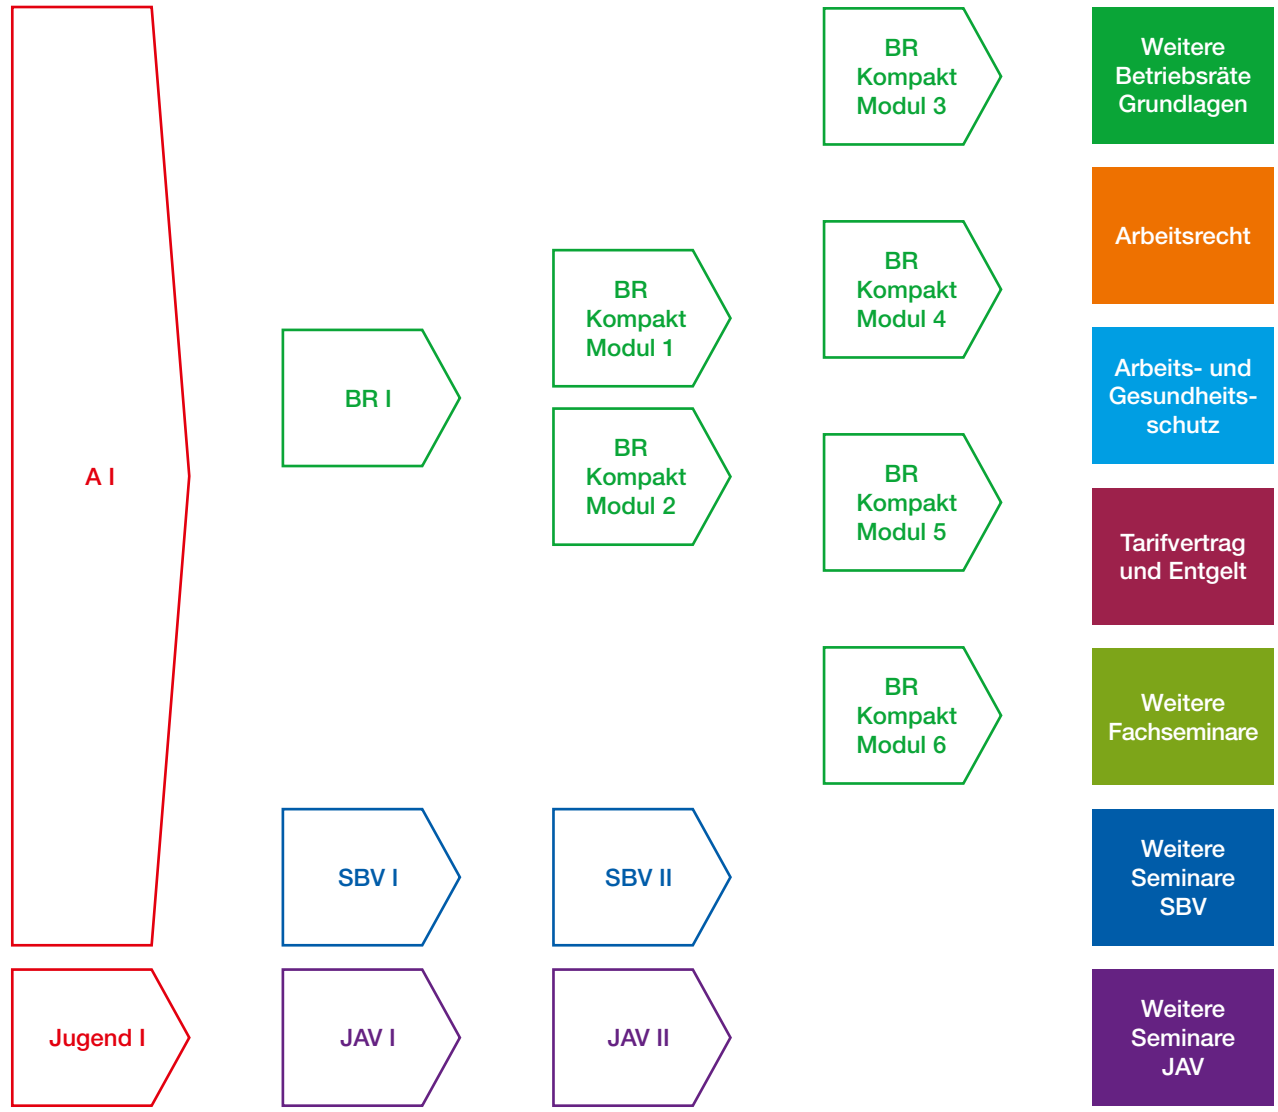 A I
Jugend I
BR I
SBV I
JAV I
BR
Kompakt
Modul 1
BR
Kompakt
Modul 2
SBV II
JAV II
BR
Kompakt
Modul 3
BR
Kompakt
Modul 4
BR
Kompakt
Modul 5
BR
Kompakt
Modul 6
Weitere
Betriebsräte
Grundlagen
Arbeitsrecht
Arbeits- und
Gesundheits-
schutz
Tarifvertrag
und Entgelt
Weitere
Fachseminare
Weitere
Seminare
SBV
Weitere
Seminare
JAV